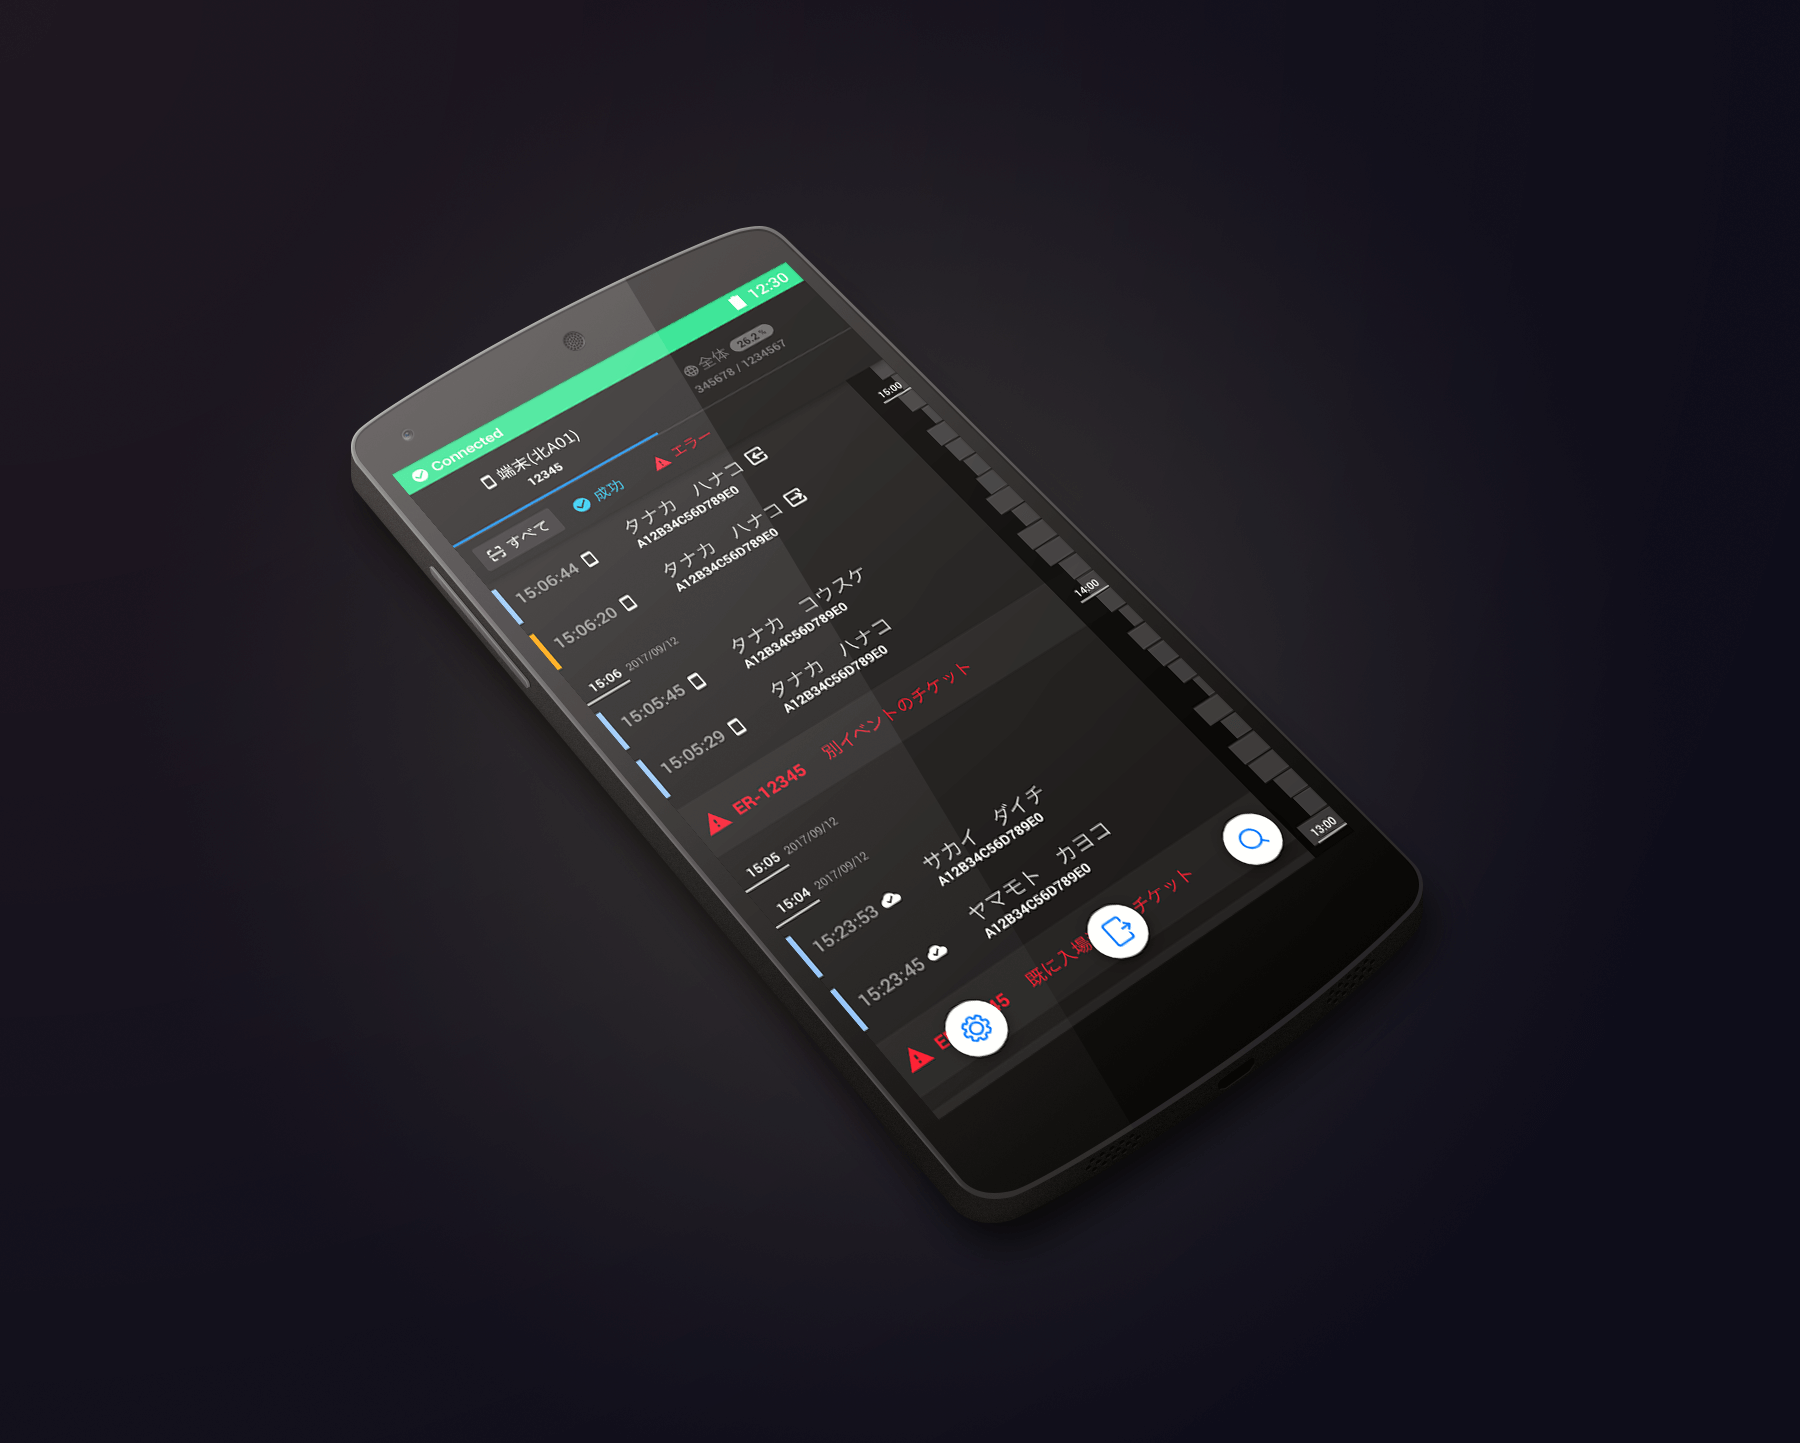 12:30
Connected
端末(北A01)
12345
全体 26.2%
345678 / 1234567
すべて
成功
エラー
15:06:44
タナカ ハナコ
A12B34C56D789E0
15:06:20
タナカ ハナコ
A12B34C56D789E0
15:06 2017/09/12
15:05:45
タナカ コウスケ
A12B34C56D789E0
15:05:29
タナカ ハナコ
A12B34C56D789E0
ER-12345 別イベントのチケット
15:05 2017/09/12
15:04 2017/09/12
15:23:53
サカイ ダイチ
A12B34C56D789E0
15:23:45
ヤマモト カヨコ
A12B34C56D789E0
既に入場 チケット
15:00
14:00
13:00